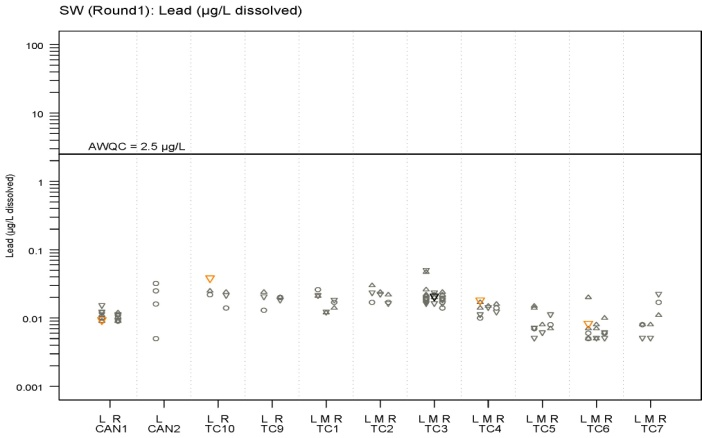 SW (Round1): Lead (µg/L dissolved)
Lead (µg/L dissolved)
100
10
AWQC = 2.5 µg/L
1
0.1
0.01
0.001
L R L L R L R L M R L M R L M R L M R L M R L M R L M R
CAN1 CAN2 TC10 TC9 TC1 TC2 TC3 TC4 TC5 TC6 TC7